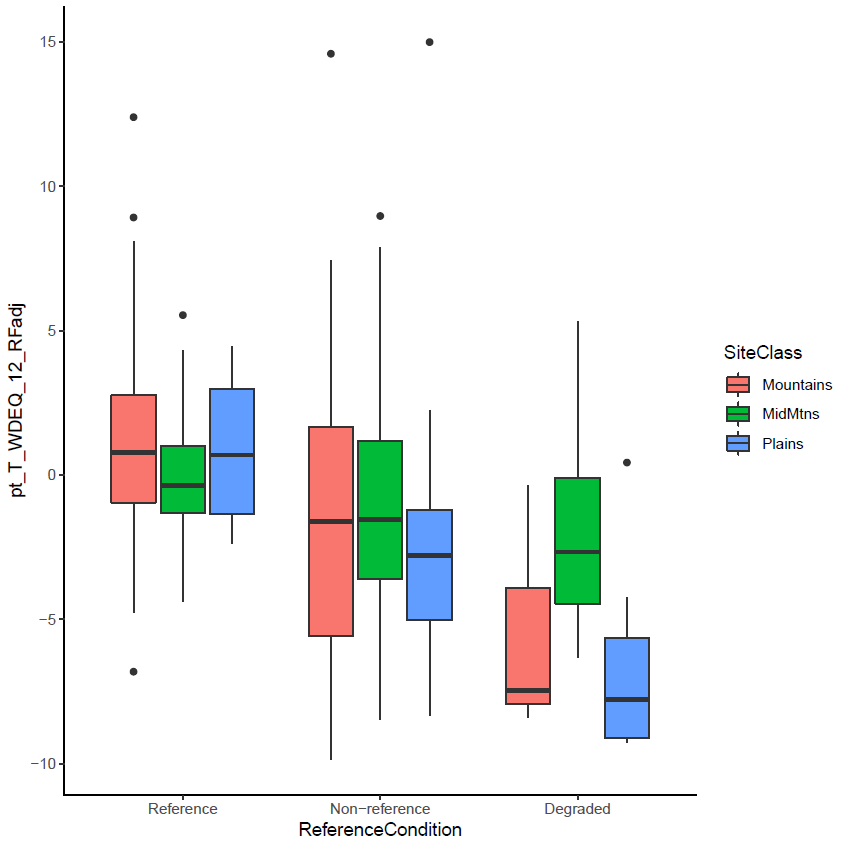 pt_T_WDEQ_12_RFadj
15
10
5
0
−5
−10
Reference
Non−reference
Degraded
ReferenceCondition
SiteClass
Mountains
MidMtns
Plains